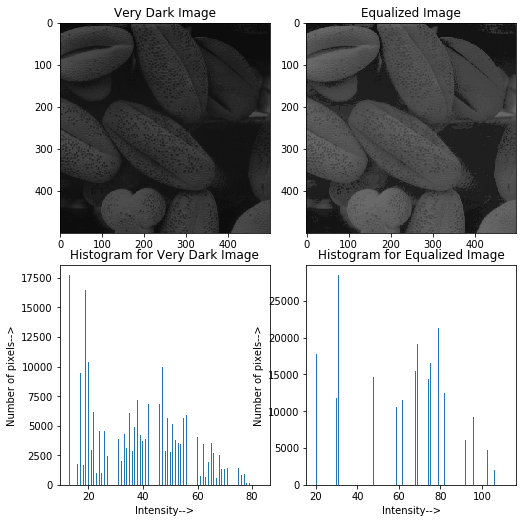 Very Dark Image
Equalized Image
0
100
200
300
400
0 100 200 300 400
0
100
200
300
400
0 100 200 300 400
Histogram for Very Dark Image
Histogram for Equalized Image
Number of pixels-->
17500
15000
12500
10000
7500
5000
2500
0
20 40 60 80
Intensity-->
Number of pixels-->
25000
20000
15000
10000
5000
0
20 40 60 80 100
Intensity-->